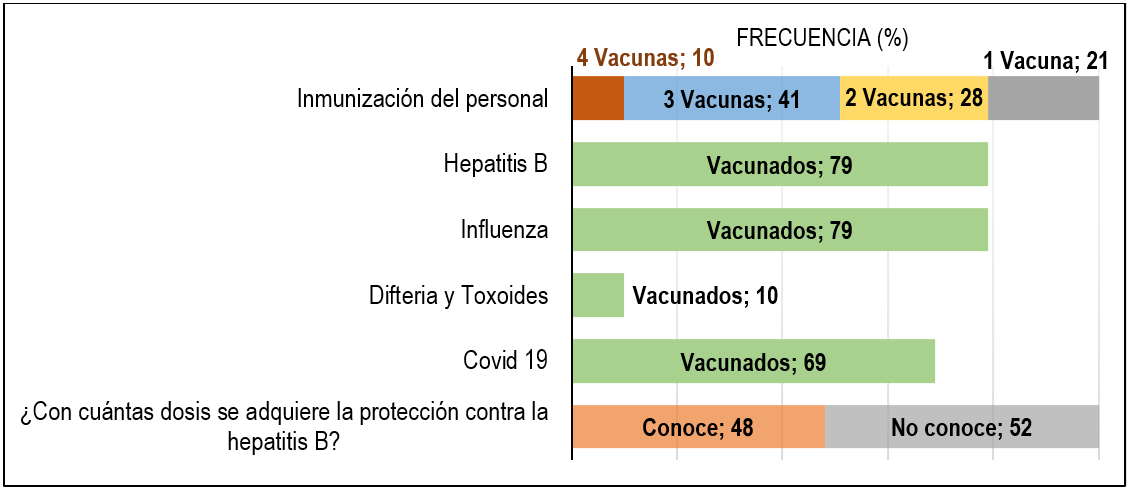 FRECUENCIA (%)
4 Vacunas; 10
1 Vacuna; 21
Inmunización del personal
3 Vacunas; 41
2 Vacunas; 28
Hepatitis B
Vacunados; 79
Influenza
Vacunados; 79
Difteria y Toxoides
Vacunados; 10
Covid 19
Vacunados; 69
¿Con cuántas dosis se adquiere la protección contra la
hepatitis B?
Conoce; 48
No conoce; 52